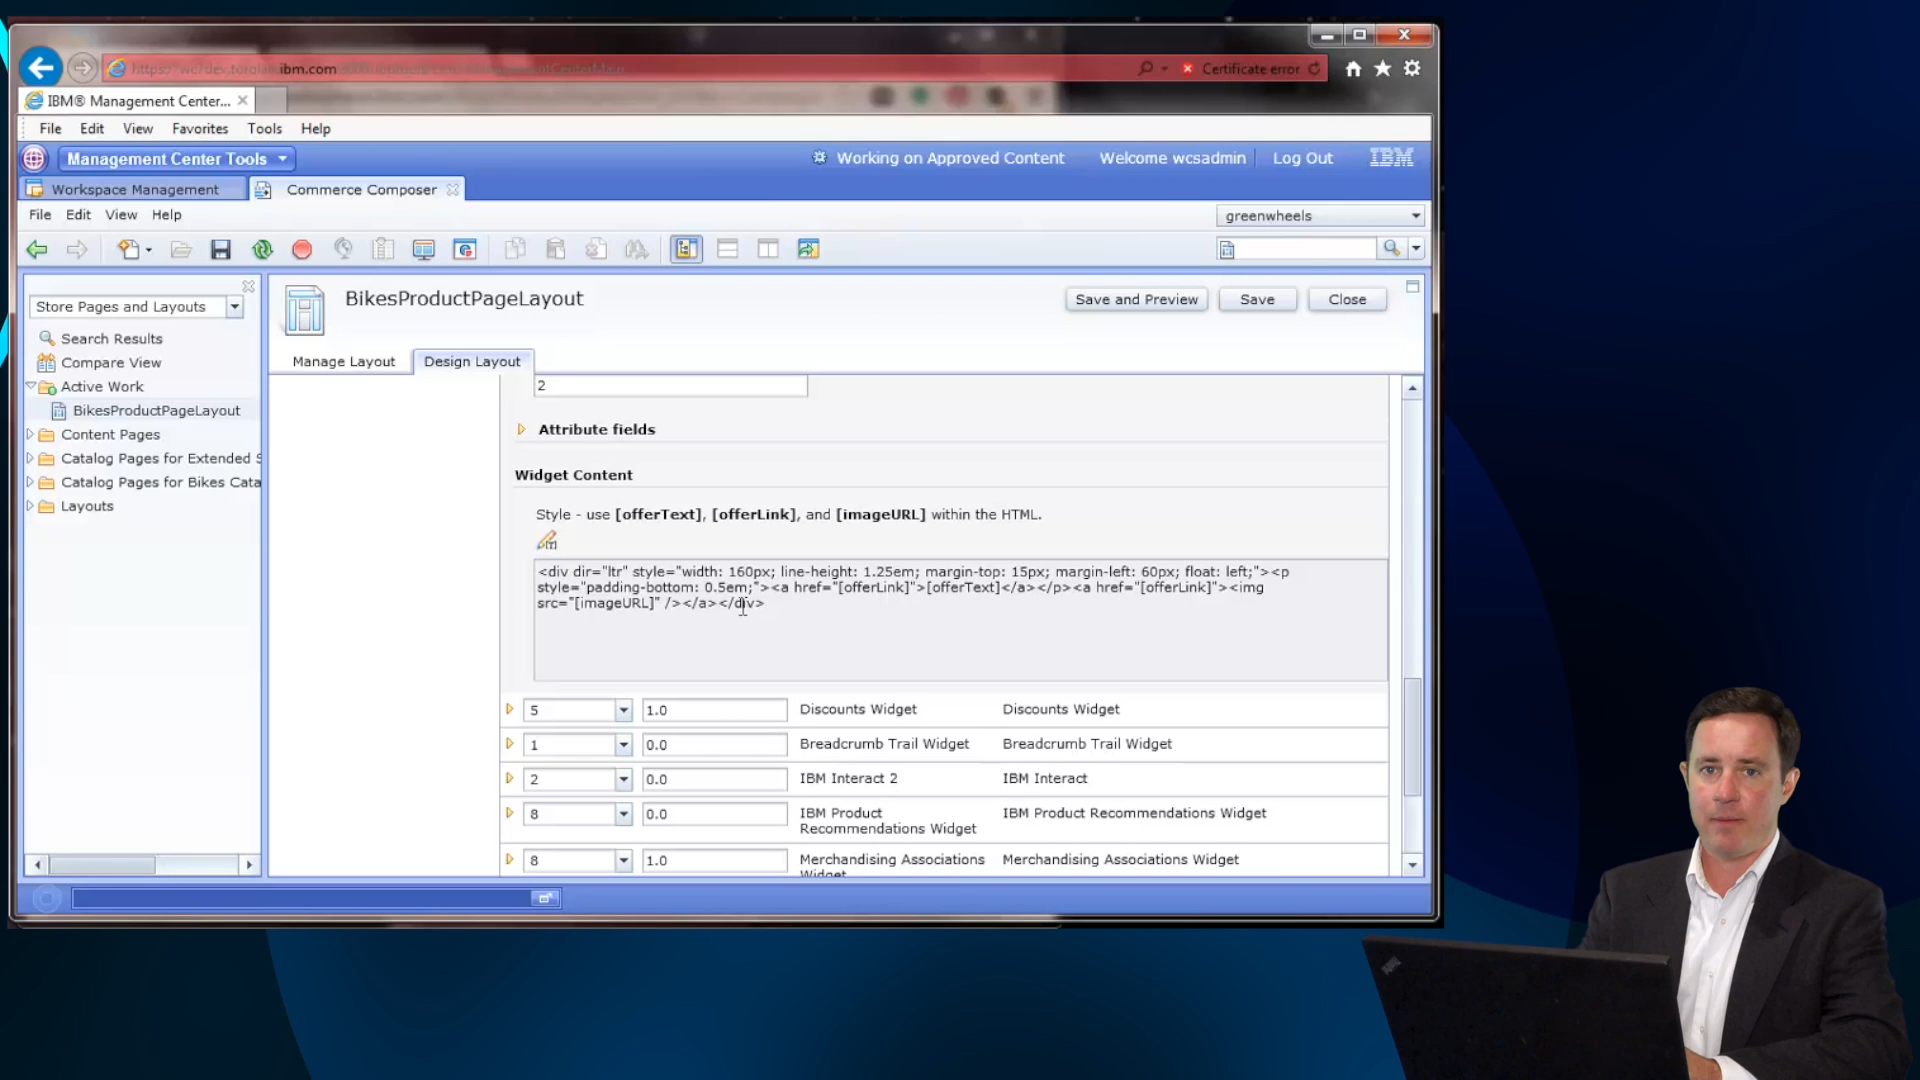 https://wc7dev.torolab.ibm.com
Certificate error
IBM® Management Center...
File Edit View Favorites Tools Help
Management Center Tools
Working on Approved Content Welcome wcsadmin Log Out IBM
Workspace Management Commerce Composer
File Edit View Help
greenwheels
BikesProductPageLayout
Save and Preview Save Close
Store Pages and Layouts
Search Results
Compare View
Active Work
BikesProductPageLayout
Content Pages
Catalog Pages for Extended S
Catalog Pages for Bikes Cata
Layouts
Manage Layout Design Layout
2
Attribute fields
Widget Content
Style - use [offerText], [offerLink], and [imageURL] within the HTML.
<div dir="ltr" style="width: 160px; line-height: 1.25em; margin-top: 15px; margin-left: 60px; float: left;"><p
style="padding-bottom: 0.5em;"><a href="[offerLink]">[offerText]</a></p><a href="[offerLink]"><img
src="[imageURL]" /></a></div>
5 1.0 Discounts Widget Discounts Widget
1 0.0 Breadcrumb Trail Widget Breadcrumb Trail Widget
2 0.0 IBM Interact 2 IBM Interact
8 0.0 IBM Product IBM Product Recommendations Widget
Recommendations Widget
8 1.0 Merchandising Associations Merchandising Associations Widget
Widget